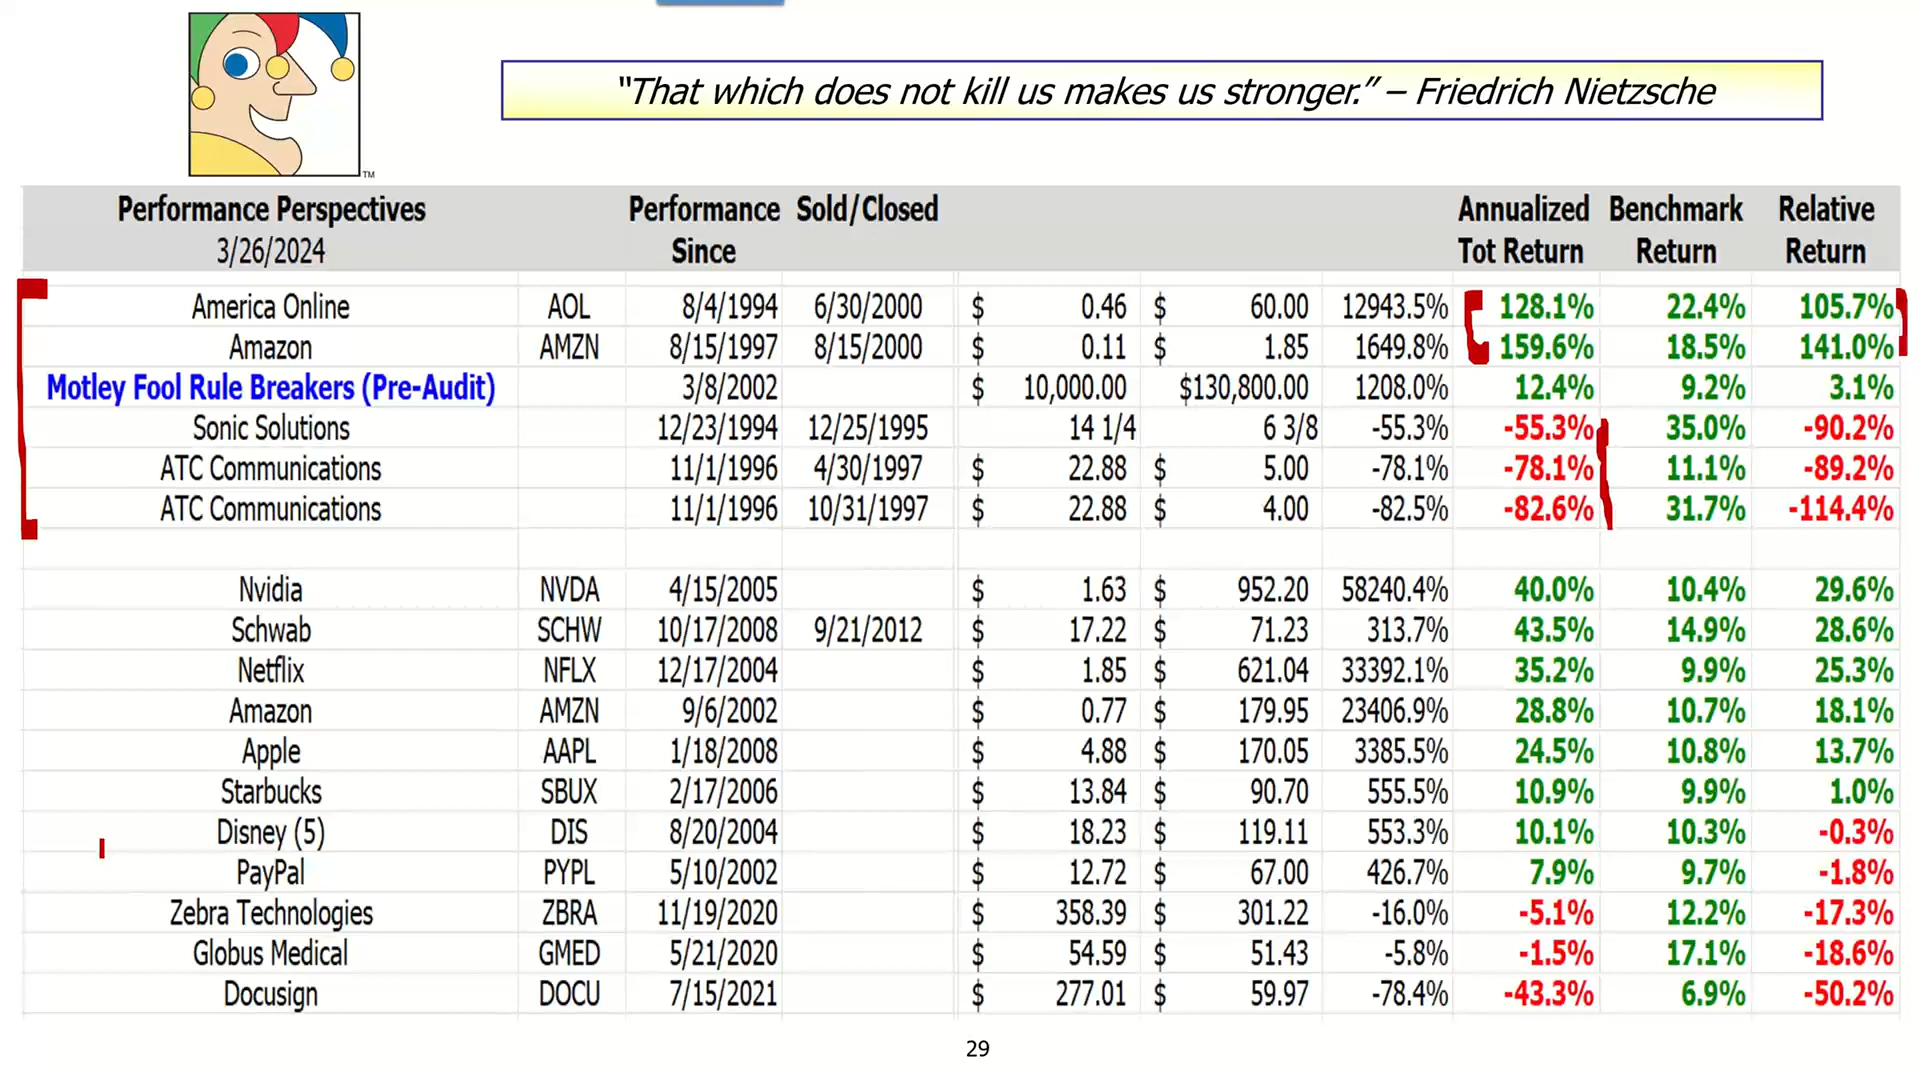 TM
“That which does not kill us makes us stronger.” – Friedrich Nietzsche
Performance Perspectives Performance Sold/Closed Annualized Benchmark Relative
3/26/2024 Since Tot Return Return Return
America Online AOL 8/4/1994 6/30/2000 $ 0.46 $ 60.00 12943.5% 128.1% 22.4% 105.7%
Amazon AMZN 8/15/1997 8/15/2000 $ 0.11 $ 1.85 1649.8% 159.6% 18.5% 141.0%
Motley Fool Rule Breakers (Pre-Audit) 3/8/2002 $ 10,000.00 $130,800.00 1208.0% 12.4% 9.2% 3.1%
Sonic Solutions 12/23/1994 12/25/1995 14 1/4 6 3/8 -55.3% -55.3% 35.0% -90.2%
ATC Communications 11/1/1996 4/30/1997 $ 22.88 $ 5.00 -78.1% -78.1% 11.1% -89.2%
ATC Communications 11/1/1996 10/31/1997 $ 22.88 $ 4.00 -82.5% -82.6% 31.7% -114.4%
Nvidia NVDA 4/15/2005 $ 1.63 $ 952.20 58240.4% 40.0% 10.4% 29.6%
Schwab SCHW 10/17/2008 9/21/2012 $ 17.22 $ 71.23 313.7% 43.5% 14.9% 28.6%
Netflix NFLX 12/17/2004 $ 1.85 $ 621.04 33392.1% 35.2% 9.9% 25.3%
Amazon AMZN 9/6/2002 $ 0.77 $ 179.95 23406.9% 28.8% 10.7% 18.1%
Apple AAPL 1/18/2008 $ 4.88 $ 170.05 3385.5% 24.5% 10.8% 13.7%
Starbucks SBUX 2/17/2006 $ 13.84 $ 90.70 555.5% 10.9% 9.9% 1.0%
Disney (5) DIS 8/20/2004 $ 18.23 $ 119.11 553.3% 10.1% 10.3% -0.3%
PayPal PYPL 5/10/2002 $ 12.72 $ 67.00 426.7% 7.9% 9.7% -1.8%
Zebra Technologies ZBRA 11/19/2020 $ 358.39 $ 301.22 -16.0% -5.1% 12.2% -17.3%
Globus Medical GMED 5/21/2020 $ 54.59 $ 51.43 -5.8% -1.5% 17.1% -18.6%
Docusign DOCU 7/15/2021 $ 277.01 $ 59.97 -78.4% -43.3% 6.9% -50.2%
29